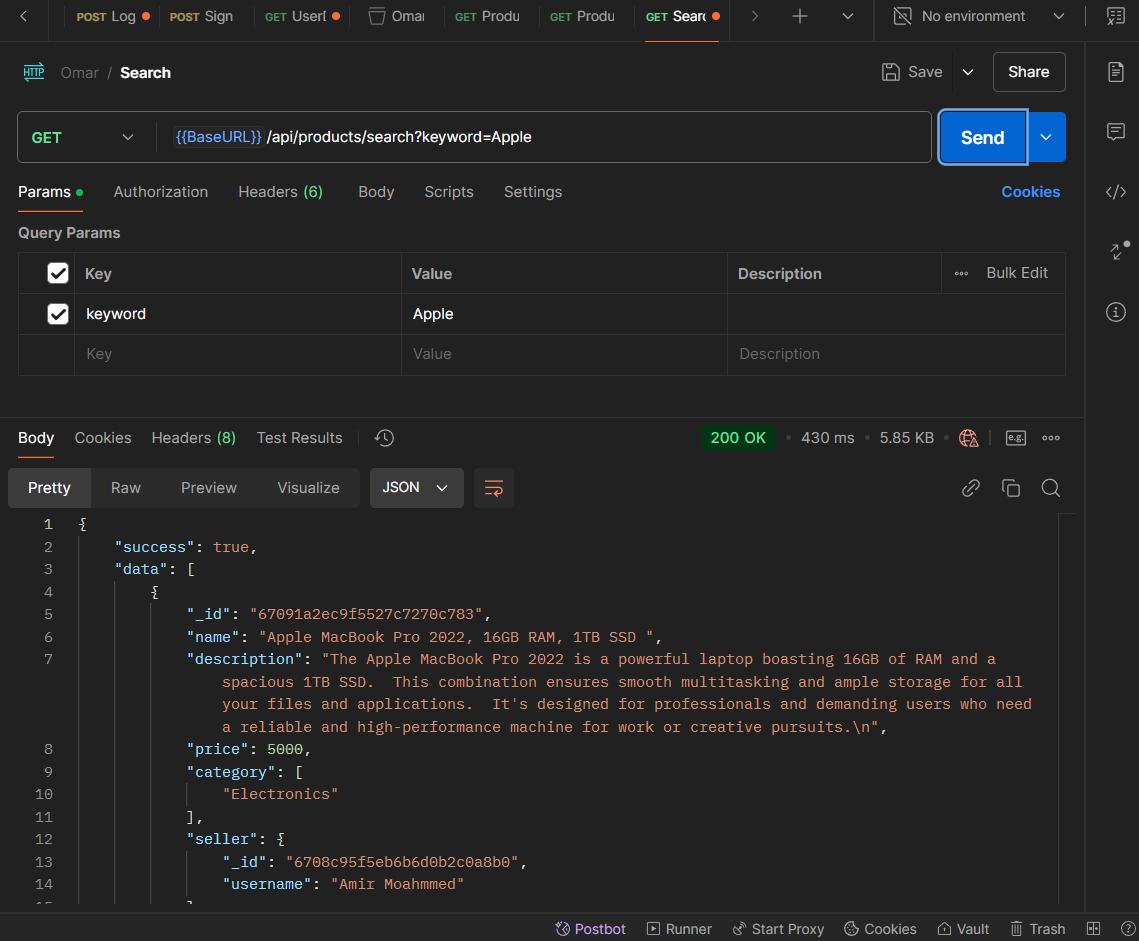 POST Log POST Sign GET UserD Omar GET Produ GET Produ GET Searc No environment
HTTP Omar / Search Save Share
GET {{BaseURL}} /api/products/search?keyword=Apple Send
Params Authorization Headers (6) Body Scripts Settings Cookies
Query Params
Key Value Description Bulk Edit
keyword Apple
Key Value Description
Body Cookies Headers (8) Test Results 200 OK 430 ms 5.85 KB e.g.
Pretty Raw Preview Visualize JSON
1 {
2 "success": true,
3 "data": [
4 {
5 "_id": "67091a2ec9f5527c7270c783",
6 "name": "Apple MacBook Pro 2022, 16GB RAM, 1TB SSD ",
7 "description": "The Apple MacBook Pro 2022 is a powerful laptop boasting 16GB of RAM and a
spacious 1TB SSD.  This combination ensures smooth multitasking and ample storage for all
your files and applications.  It's designed for professionals and demanding users who need
a reliable and high-performance machine for work or creative pursuits.\n",
8 "price": 5000,
9 "category": [
10 "Electronics"
11 ],
12 "seller": {
13 "_id": "6708c95f5eb6b6d0b2c0a8b0",
14 "username": "Amir Moahmmed"
Postbot Runner Start Proxy Cookies Vault Trash